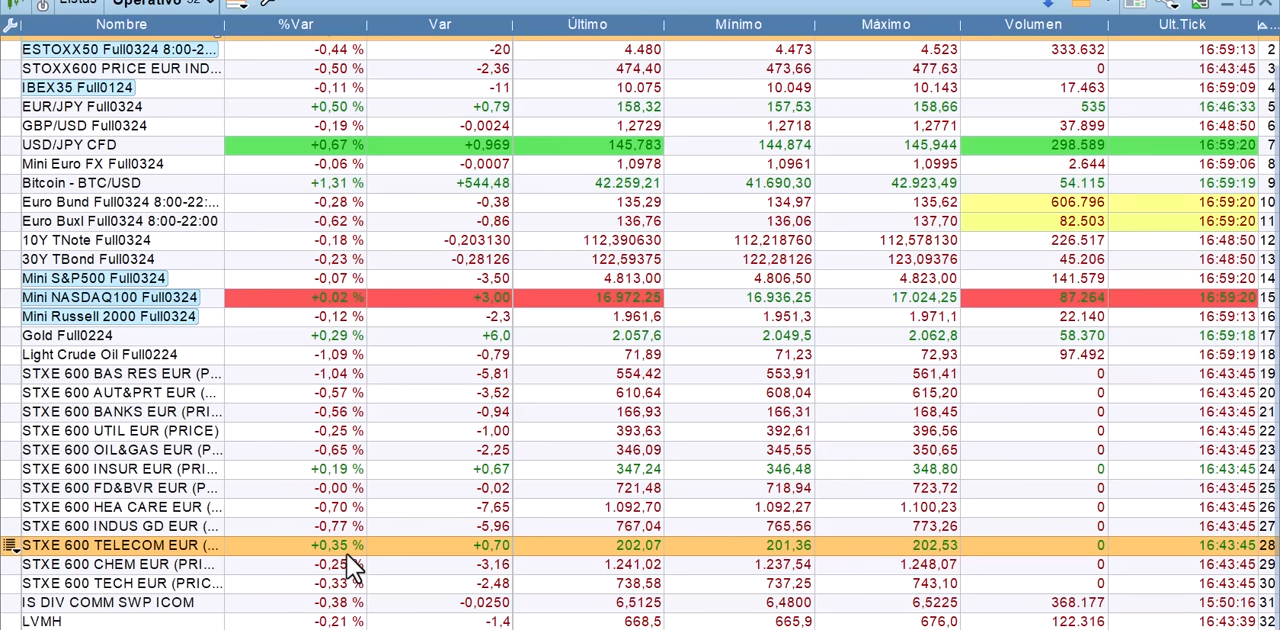 Listas Operativo 32
Nombre %Var Var Último Mínimo Máximo Volumen Ult.Tick
ESTOXX50 Full0324 8:00-2... -0,44 % -20 4.480 4.473 4.523 333.632 16:59:13 2
STOXX600 PRICE EUR IND... -0,50 % -2,36 474,40 473,66 477,63 0 16:43:45 3
IBEX35 Full0124 -0,11 % -11 10.075 10.049 10.143 17.463 16:59:09 4
EUR/JPY Full0324 +0,50 % +0,79 158,32 157,53 158,66 535 16:46:33 5
GBP/USD Full0324 -0,19 % -0,0024 1,2729 1,2718 1,2771 37.899 16:48:50 6
USD/JPY CFD +0,67 % +0,969 145,783 144,874 145,944 298.589 16:59:20 7
Mini Euro FX Full0324 -0,06 % -0,0007 1,0978 1,0961 1,0995 2.644 16:59:06 8
Bitcoin - BTC/USD +1,31 % +544,48 42.259,21 41.690,30 42.923,49 54.115 16:59:19 9
Euro Bund Full0324 8:00-22:... -0,28 % -0,38 135,29 134,97 135,62 606.796 16:59:20 10
Euro Buxl Full0324 8:00-22:00 -0,62 % -0,86 136,76 136,06 137,70 82.503 16:59:20 11
10Y TNote Full0324 -0,18 % -0,203130 112,390630 112,218760 112,578130 226.517 16:48:50 12
30Y TBond Full0324 -0,23 % -0,28126 122,59375 122,28126 123,09376 45.206 16:48:50 13
Mini S&P500 Full0324 -0,07 % -3,50 4.813,00 4.806,50 4.823,00 141.579 16:59:20 14
Mini NASDAQ100 Full0324 +0,02 % +3,00 16.972,25 16.936,25 17.024,25 87.264 16:59:20 15
Mini Russell 2000 Full0324 -0,12 % -2,3 1.961,6 1.951,3 1.971,1 22.140 16:59:13 16
Gold Full0224 +0,29 % +6,0 2.057,6 2.049,5 2.062,8 58.370 16:59:18 17
Light Crude Oil Full0224 -1,09 % -0,79 71,89 71,23 72,93 97.492 16:59:19 18
STXE 600 BAS RES EUR (P... -1,04 % -5,81 554,42 553,91 561,41 0 16:43:45 19
STXE 600 AUT&PRT EUR (... -0,57 % -3,52 610,64 608,04 615,20 0 16:43:45 20
STXE 600 BANKS EUR (PRI... -0,56 % -0,94 166,93 166,31 168,45 0 16:43:45 21
STXE 600 UTIL EUR (PRICE) -0,25 % -1,00 393,63 392,61 396,56 0 16:43:45 22
STXE 600 OIL&GAS EUR (P... -0,65 % -2,25 346,09 345,55 350,65 0 16:43:45 23
STXE 600 INSUR EUR (PRI... +0,19 % +0,67 347,24 346,48 348,80 0 16:43:45 24
STXE 600 FD&BVR EUR (P... -0,00 % -0,02 721,48 718,94 723,72 0 16:43:45 25
STXE 600 HEA CARE EUR (... -0,70 % -7,65 1.092,70 1.092,27 1.100,23 0 16:43:45 26
STXE 600 INDUS GD EUR (... -0,77 % -5,96 767,04 765,56 773,26 0 16:43:45 27
STXE 600 TELECOM EUR (... +0,35 % +0,70 202,07 201,36 202,53 0 16:43:45 28
STXE 600 CHEM EUR (PRI... -0,25 % -3,16 1.241,02 1.237,54 1.248,07 0 16:43:45 29
STXE 600 TECH EUR (PRIC... -0,33 % -2,48 738,58 737,25 743,10 0 16:43:45 30
IS DIV COMM SWP ICOM -0,38 % -0,0250 6,5125 6,4800 6,5225 368.177 15:50:16 31
LVMH -0,21 % -1,4 668,5 665,9 676,0 122.316 16:43:39 32